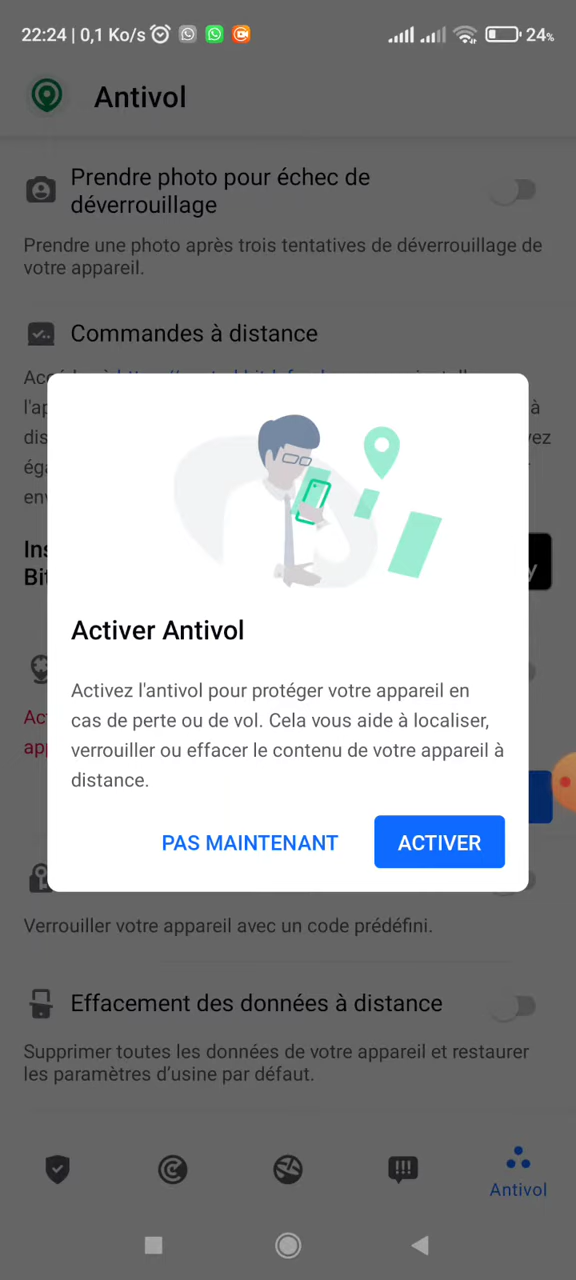 22:24 | 0,1 Ko/s
24%
Antivol
Prendre photo pour échec de
déverrouillage
Prendre une photo après trois tentatives de déverrouillage de
votre appareil.
Commandes à distance
Activer Antivol
Activez l'antivol pour protéger votre appareil en
cas de perte ou de vol. Cela vous aide à localiser,
verrouiller ou effacer le contenu de votre appareil à
distance.
PAS MAINTENANT
ACTIVER
Verrouiller votre appareil avec un code prédéfini.
Effacement des données à distance
Supprimer toutes les données de votre appareil et restaurer
les paramètres d’usine par défaut.
Antivol